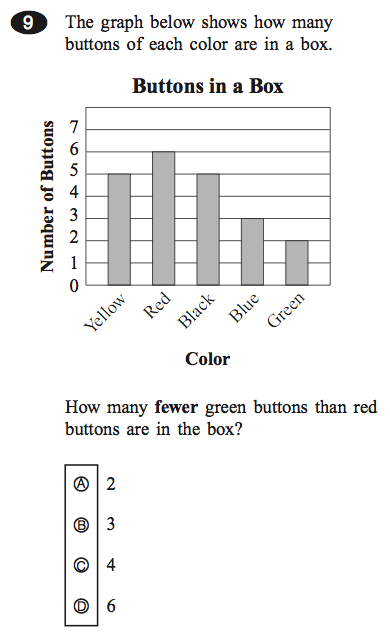 9 The graph below shows how many
buttons of each color are in a box.
Buttons in a Box
Number of Buttons
7
6
5
4
3
2
1
0
Yellow Red Black Blue Green
Color
How many fewer green buttons than red
buttons are in the box?
A 2
B 3
C 4
D 6